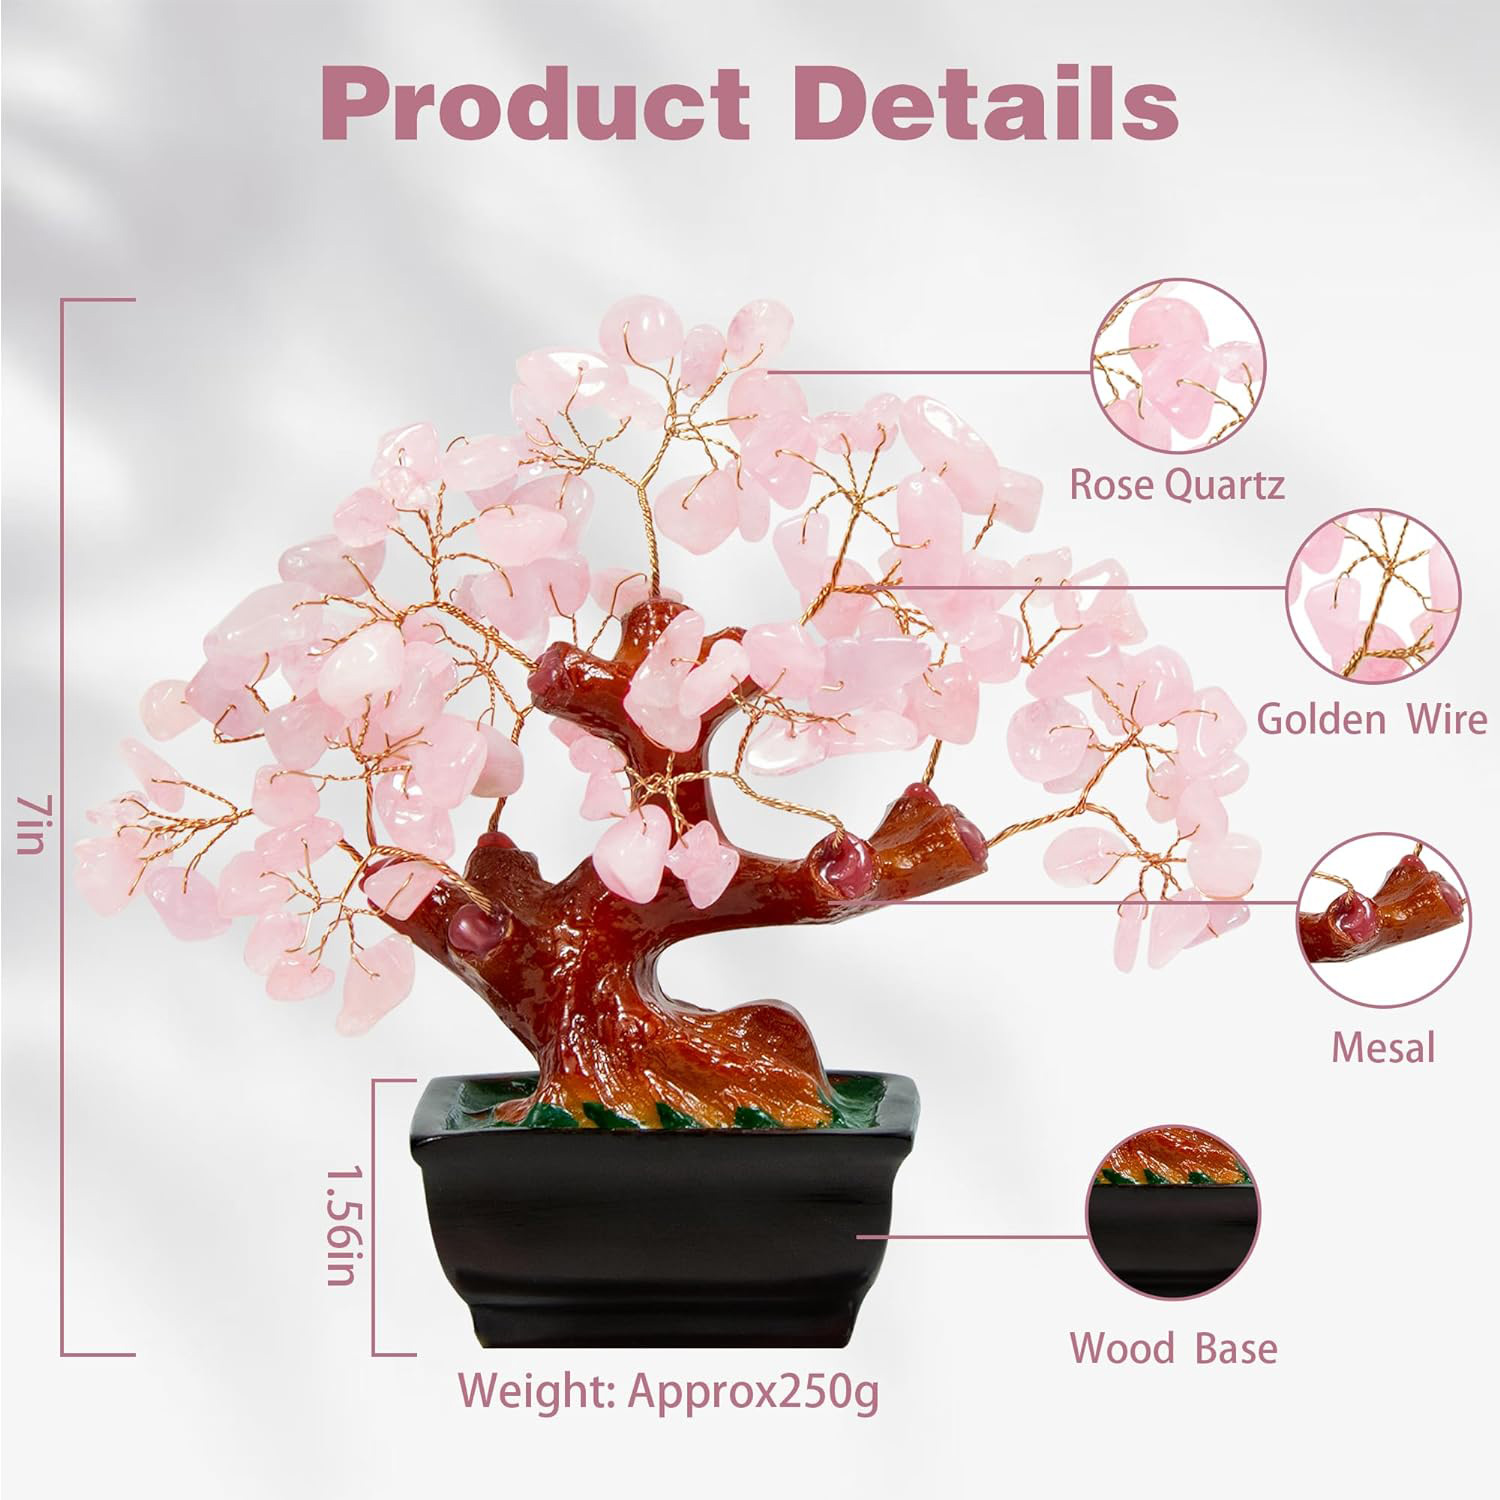 Product Details
Rose Quartz
Golden Wire
7in
Mesal
1.56in
Wood Base
Weight: Approx250g